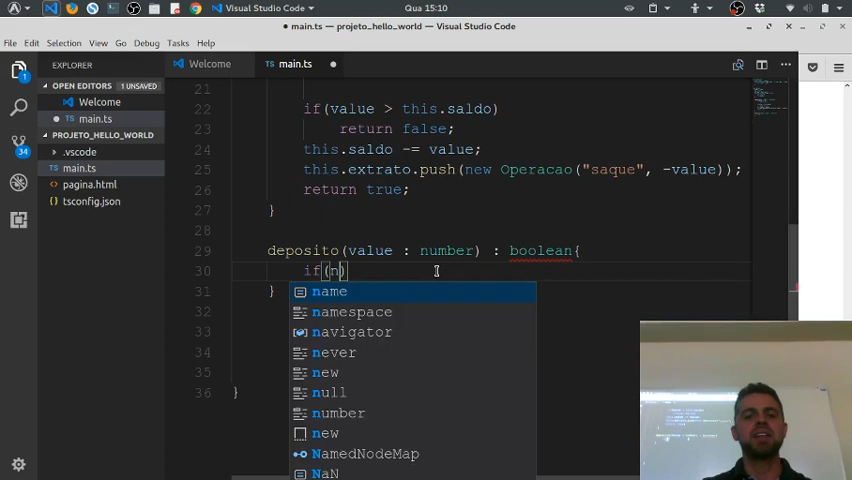 Visual Studio Code
Qua 15:10
main.ts • projeto_hello_world - Visual Studio Code
File Edit Selection View Go Debug Tasks Help
EXPLORER
Welcome
main.ts
OPEN EDITORS 1 UNSAVED
Welcome
main.ts
PROJETO_HELLO_WORLD
.vscode
main.ts
pagina.html
tsconfig.json
1
34
21
22 if(value > this.saldo)
23 return false;
24 this.saldo -= value;
25 this.extrato.push(new Operacao("saque", -value));
26 return true;
27 }
28
29 deposito(value : number) : boolean{
30 if(n)
31 }
32
33
34
35
36 }
name
namespace
navigator
never
new
null
number
new
NamedNodeMap
NaN